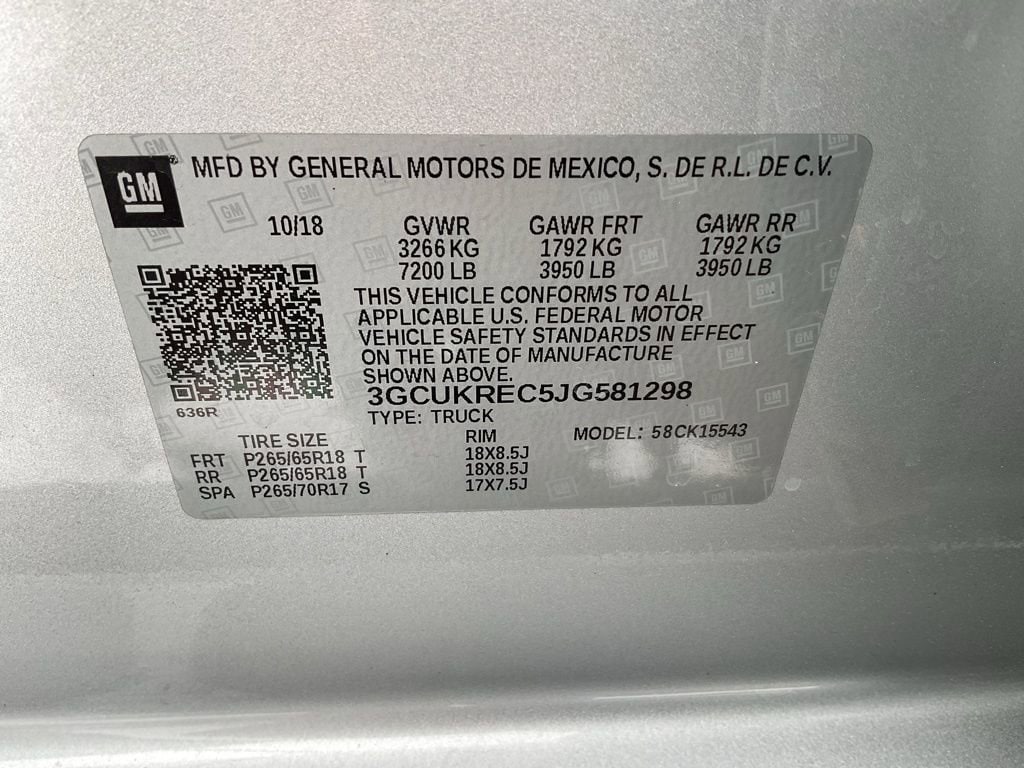 GM
MFD BY GENERAL MOTORS DE MEXICO, S. DE R.L. DE C.V.
10/18 GVWR GAWR FRT GAWR RR
3266 KG 1792 KG 1792 KG
7200 LB 3950 LB 3950 LB
THIS VEHICLE CONFORMS TO ALL
APPLICABLE U.S. FEDERAL MOTOR
VEHICLE SAFETY STANDARDS IN EFFECT
ON THE DATE OF MANUFACTURE
SHOWN ABOVE.
3GCUKREC5JG581298
636R
TYPE: TRUCK
TIRE SIZE RIM MODEL: 58CK15543
FRT P265/65R18 T 18X8.5J
RR P265/65R18 T 18X8.5J
SPA P265/70R17 S 17X7.5J